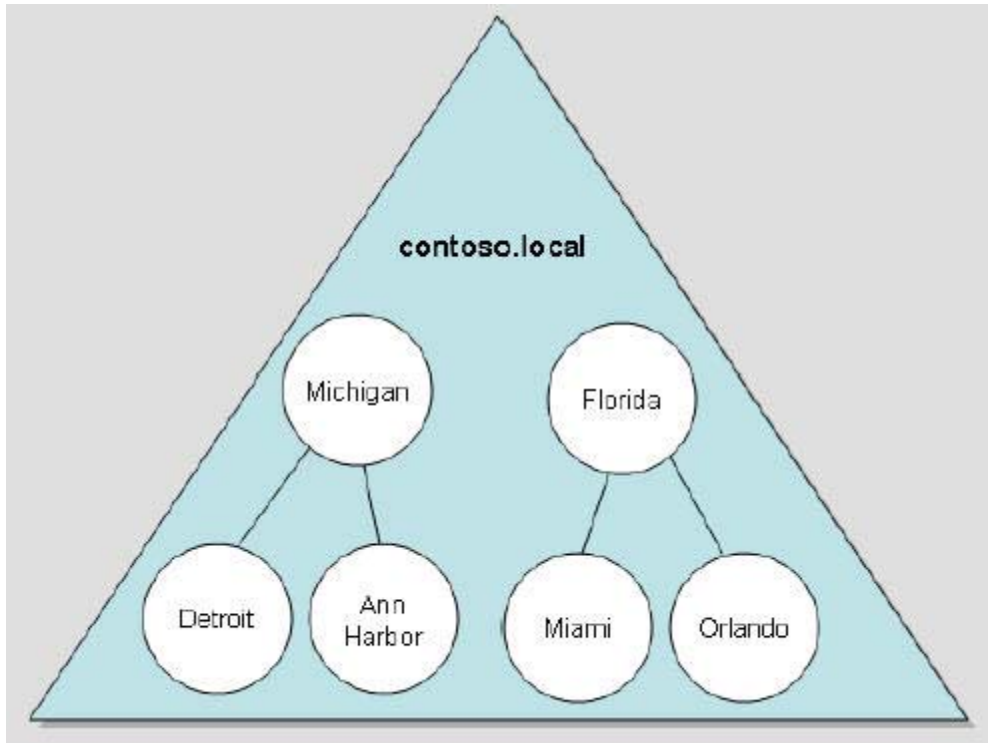 contoso.local
Michigan
Florida
Detroit
Ann
Harbor
Miami
Orlando